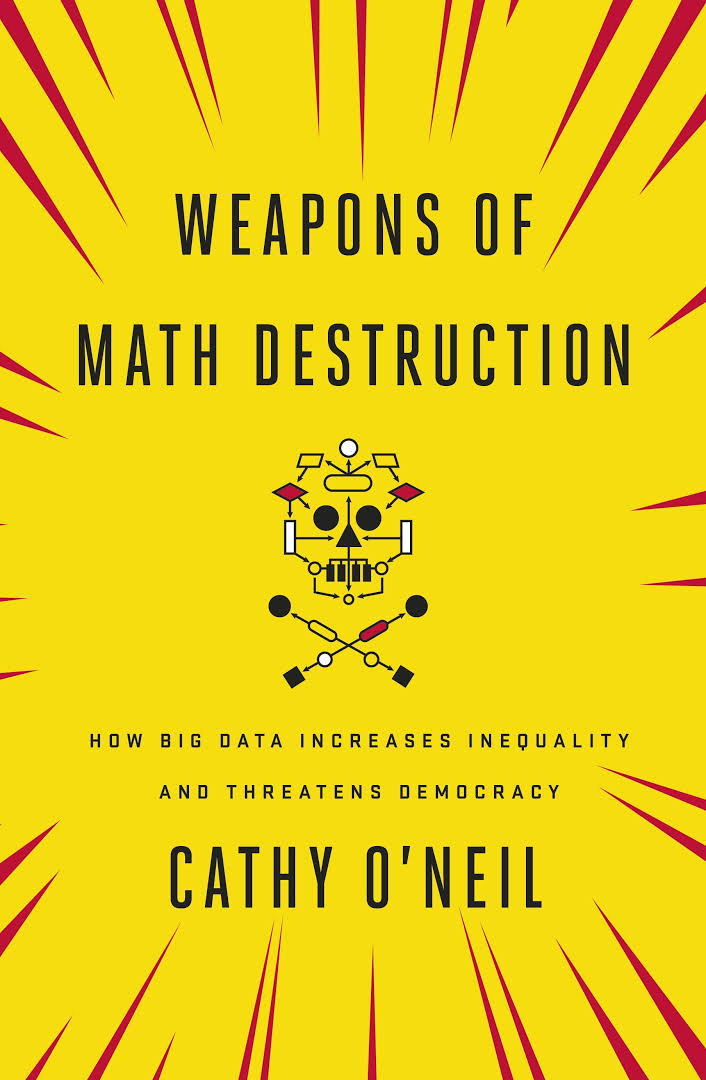 WEAPONS OF
MATH DESTRUCTION
HOW BIG DATA INCREASES INEQUALITY
AND THREATENS DEMOCRACY
CATHY O'NEIL